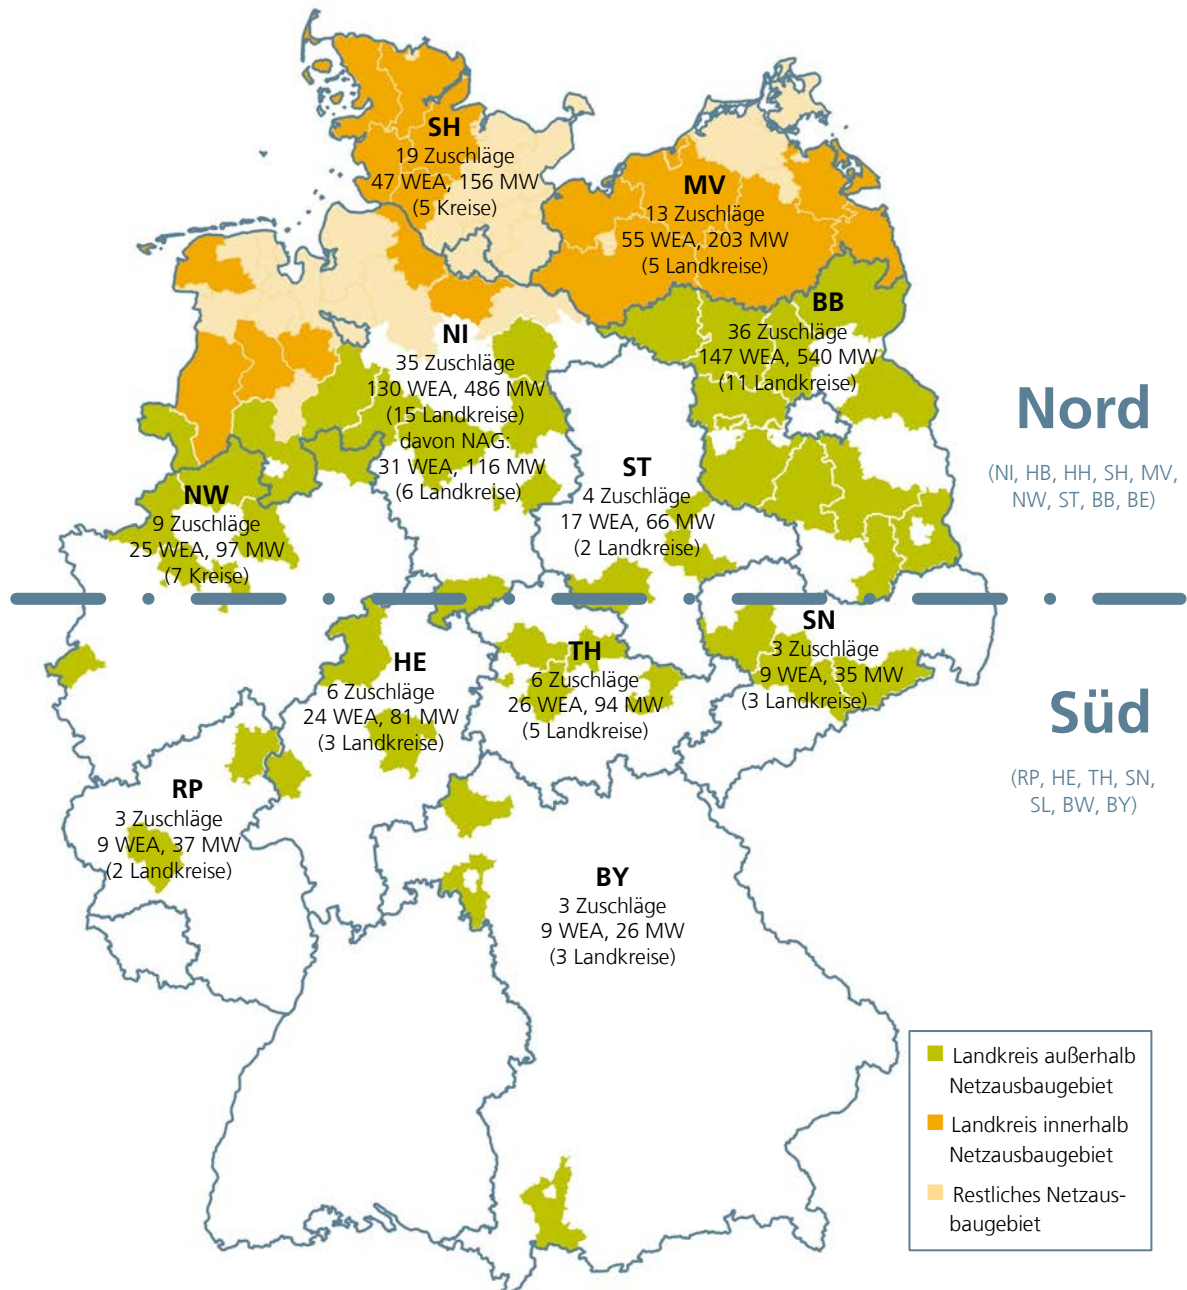 SH
19 Zuschläge
47 WEA, 156 MW
(5 Kreise)
MV
13 Zuschläge
55 WEA, 203 MW
(5 Landkreise)
BB
36 Zuschläge
147 WEA, 540 MW
(11 Landkreise)
NI
35 Zuschläge
130 WEA, 486 MW
(15 Landkreise)
davon NAG:
31 WEA, 116 MW
(6 Landkreise)
Nord
(NI, HB, HH, SH, MV,
NW, ST, BB, BE)
ST
4 Zuschläge
17 WEA, 66 MW
(2 Landkreise)
NW
9 Zuschläge
25 WEA, 97 MW
(7 Kreise)
SN
3 Zuschläge
9 WEA, 35 MW
(3 Landkreise)
TH
6 Zuschläge
26 WEA, 94 MW
(5 Landkreise)
HE
6 Zuschläge
24 WEA, 81 MW
(3 Landkreise)
Süd
(RP, HE, TH, SN,
SL, BW, BY)
RP
3 Zuschläge
9 WEA, 37 MW
(2 Landkreise)
BY
3 Zuschläge
9 WEA, 26 MW
(3 Landkreise)
Landkreis außerhalb
Netzausbaugebiet
Landkreis innerhalb
Netzausbaugebiet
Restliches Netzaus-
baugebiet